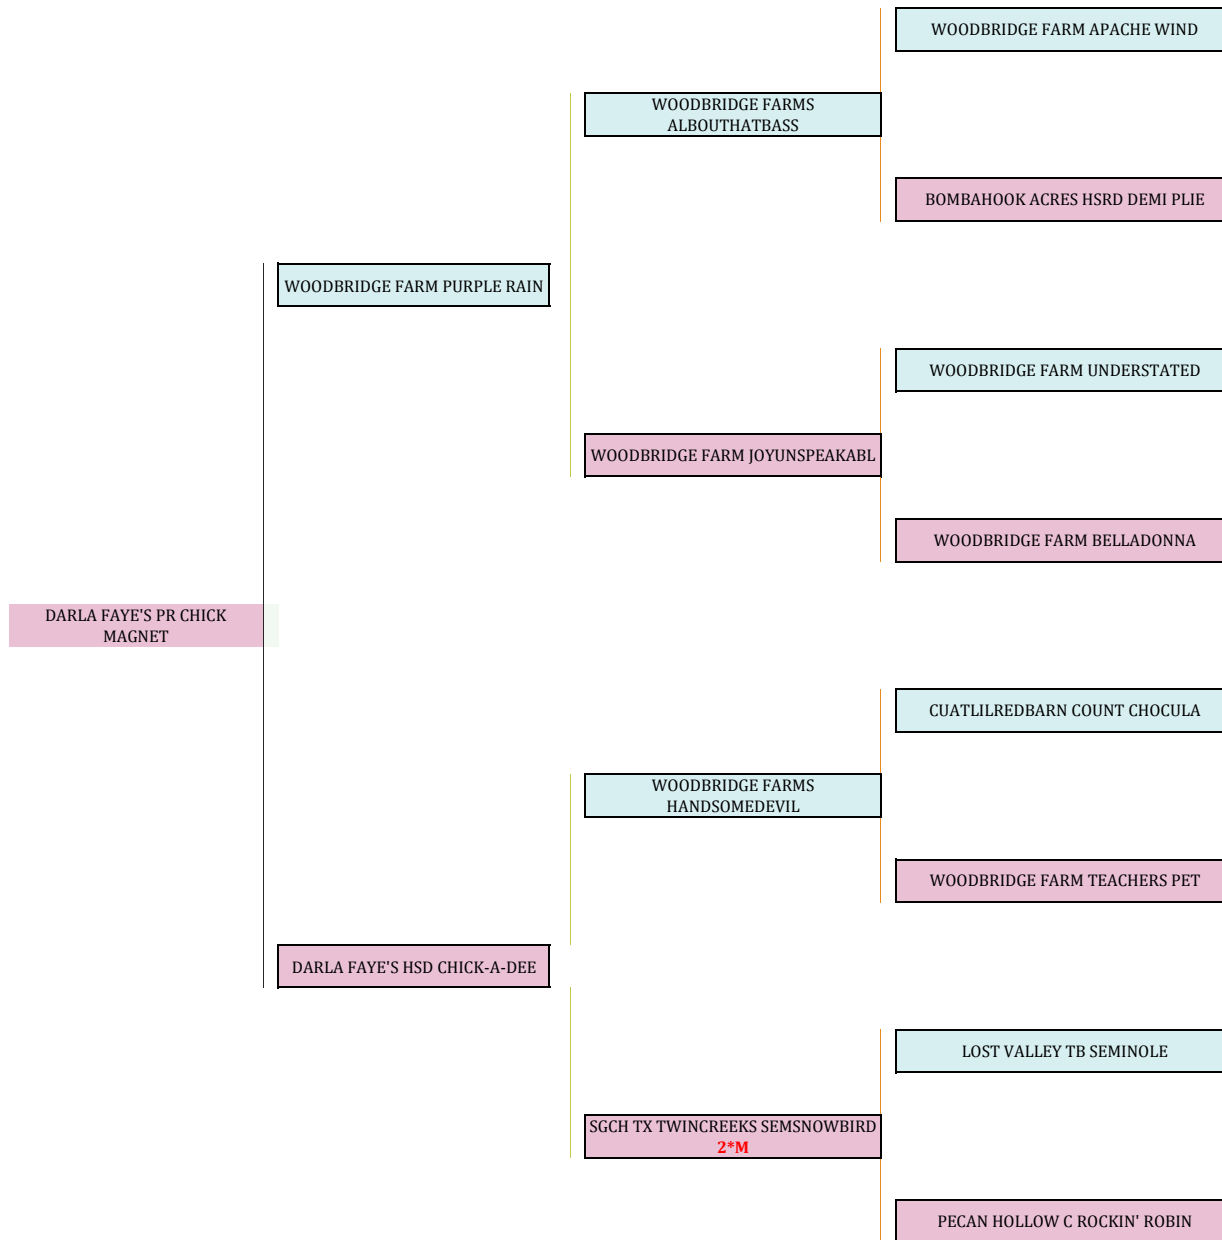 WOODBRIDGE FARM APACHE WIND
WOODBRIDGE FARMS
ALBOUTHATBASS
BOMBAHOOK ACRES HSRD DEMI PLIE
WOODBRIDGE FARM PURPLE RAIN
WOODBRIDGE FARM UNDERSTATED
WOODBRIDGE FARM JOYUNSPEAKABL
WOODBRIDGE FARM BELLADONNA
DARLA FAYE'S PR CHICK
MAGNET
CUATLILREDBARN COUNT CHOCULA
WOODBRIDGE FARMS
HANDSOMEDEVIL
WOODBRIDGE FARM TEACHERS PET
DARLA FAYE'S HSD CHICK-A-DEE
LOST VALLEY TB SEMINOLE
SGCH TX TWINCREEKS SEMSNOWBIRD
2*M
PECAN HOLLOW C ROCKIN' ROBIN